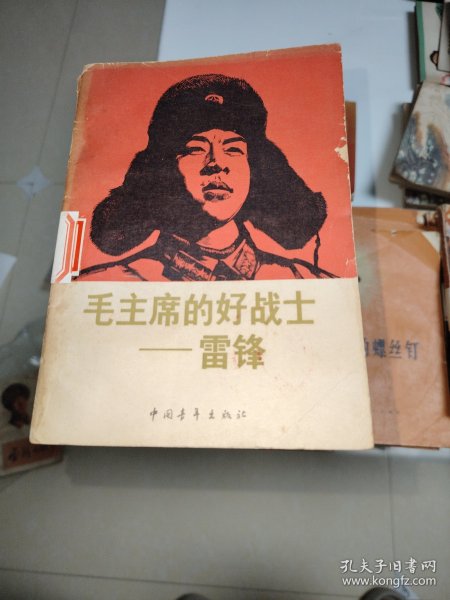 毛主席的好战士
——雷锋
中国青年出版社
螺丝钉
孔夫子旧书网
www.kongfz.com